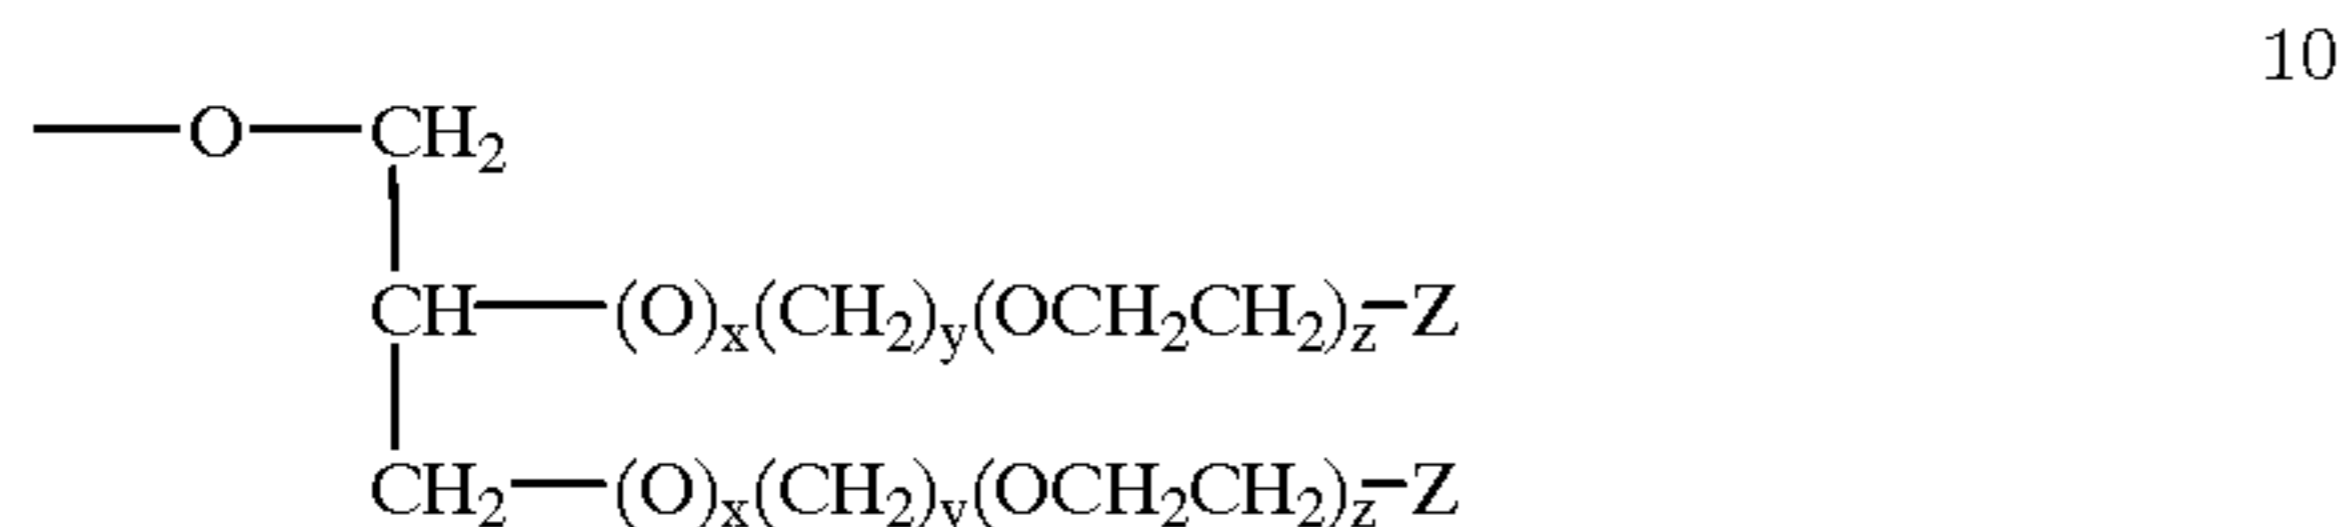 10
—O—CH₂
CH—(O)ₓ(CH₂)ᵧ(OCH₂CH₂)z–Z
CH₂—(O)ₓ(CH₂)ᵧ(OCH₂CH₂)z–Z